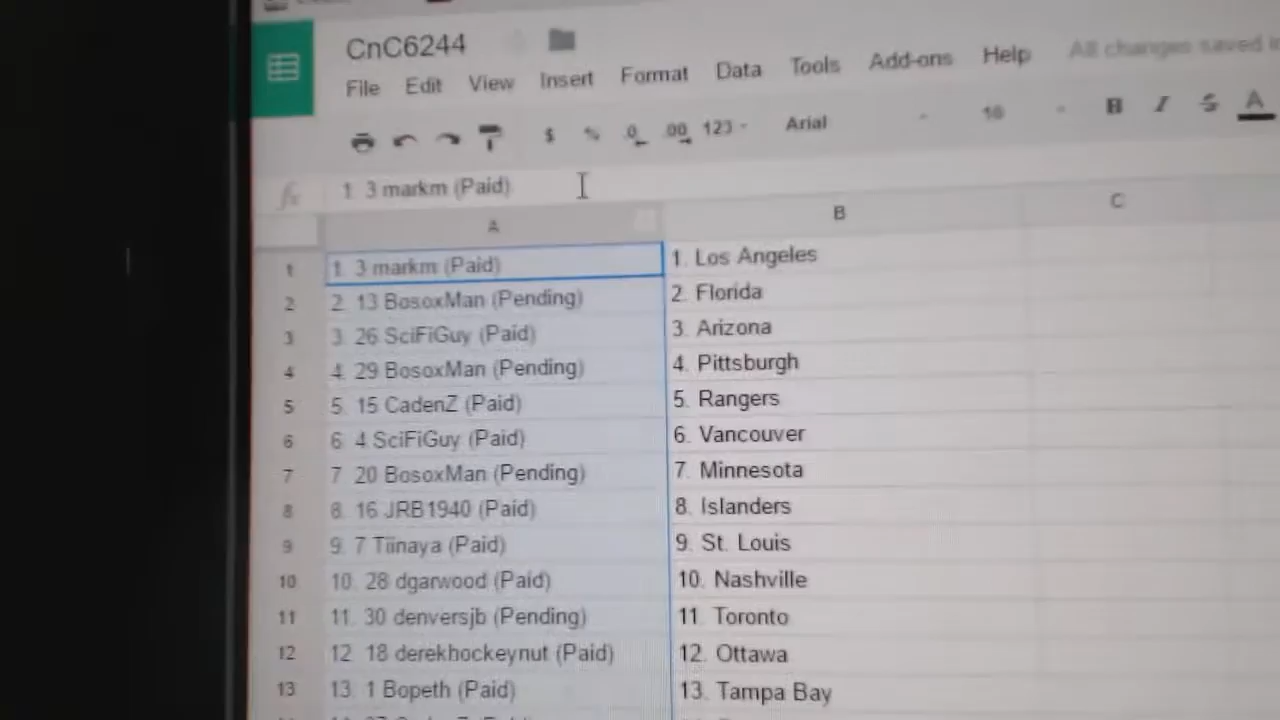 CnC6244
File Edit View Insert Format Data Tools Add-ons Help All changes saved
$ % .0 .00 123 Arial 10 B I S A
fx 1. 3 markm (Paid)
A B C
1 1. 3 markm (Paid) 1. Los Angeles
2 2. 13 BosoxMan (Pending) 2. Florida
3 3. 26 SciFiGuy (Paid) 3. Arizona
4 4. 29 BosoxMan (Pending) 4. Pittsburgh
5 5. 15 CadenZ (Paid) 5. Rangers
6 6. 4 SciFiGuy (Paid) 6. Vancouver
7 7. 20 BosoxMan (Pending) 7. Minnesota
8 8. 16 JRB1940 (Paid) 8. Islanders
9 9. 7 Tiinaya (Paid) 9. St. Louis
10 10. 28 dgarwood (Paid) 10. Nashville
11 11. 30 denversjb (Pending) 11. Toronto
12 12. 18 derekhockeynut (Paid) 12. Ottawa
13 13. 1 Bopeth (Paid) 13. Tampa Bay